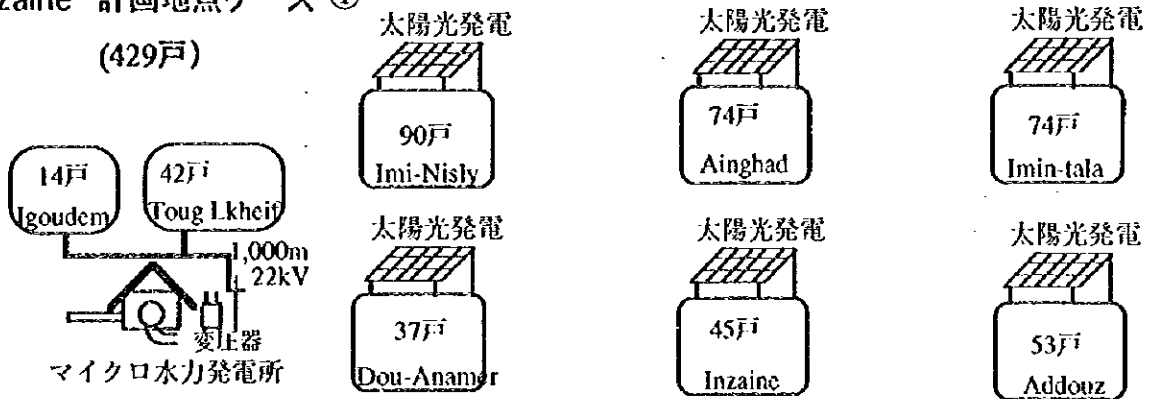 計画地点ケース ①
(429戸)
太陽光発電
90戸
Imi-Nisly
太陽光発電
74戸
Ainghad
太陽光発電
74戸
Imin-tala
14戸
Igoudem
42戸
Toug Lkheif
1,000m
22kV
変圧器
マイクロ水力発電所
太陽光発電
37戸
Dou-Anamer
太陽光発電
45戸
Inzaine
太陽光発電
53戸
Addouz